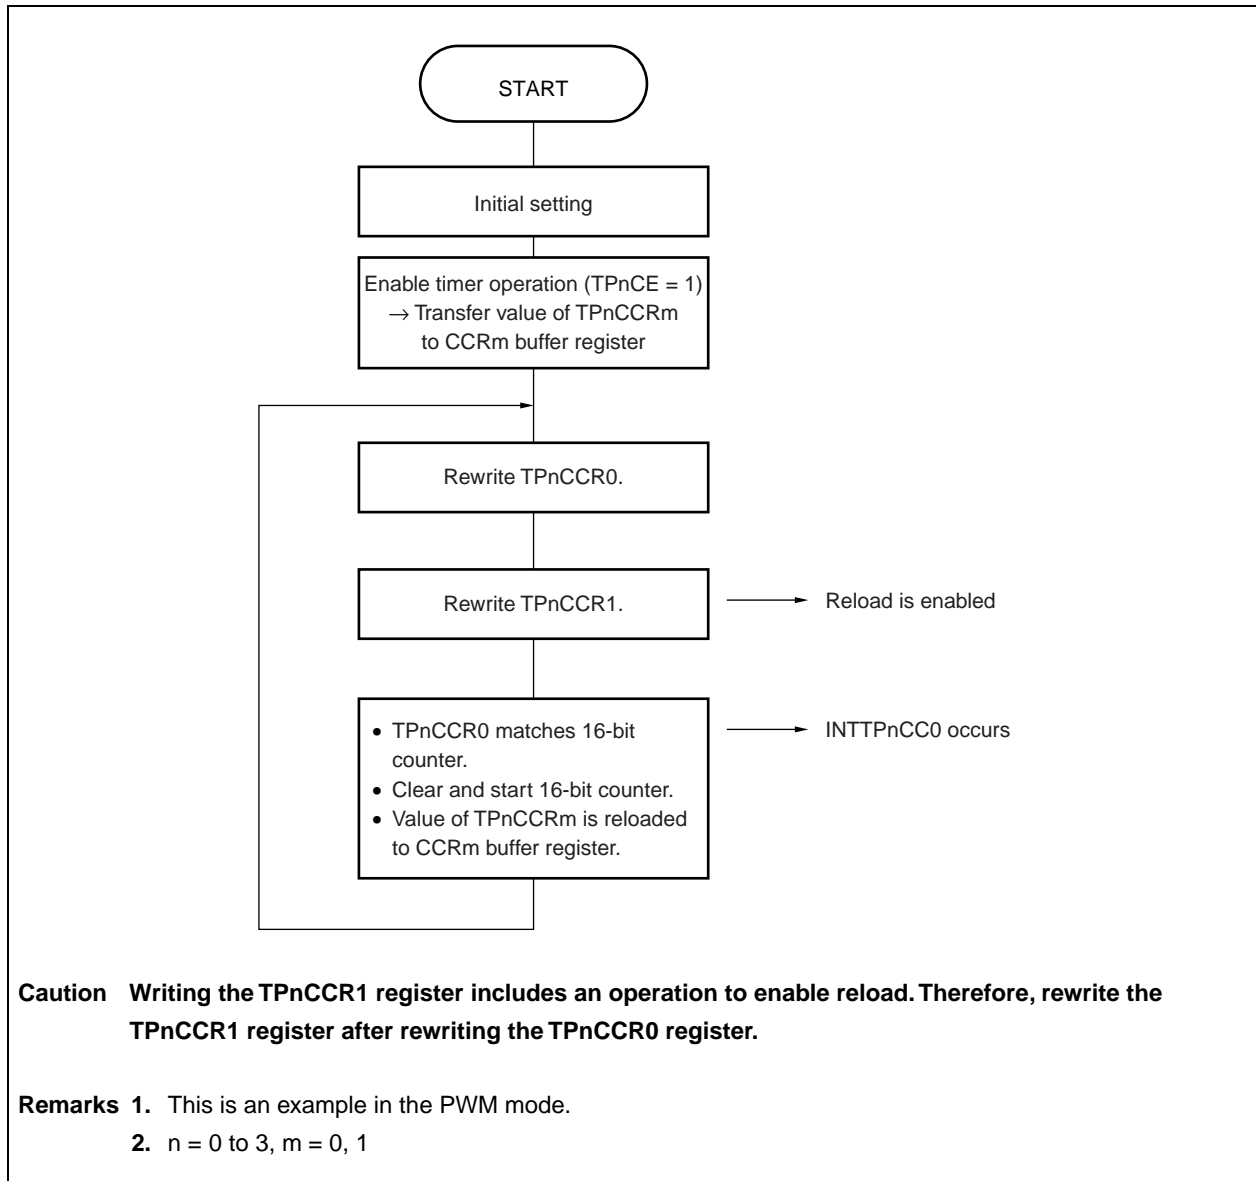 START
Initial setting
Enable timer operation (TPnCE = 1)
→ Transfer value of TPnCCRm
to CCRm buffer register
Rewrite TPnCCR0.
Rewrite TPnCCR1.
Reload is enabled
• TPnCCR0 matches 16-bit
counter.
• Clear and start 16-bit counter.
• Value of TPnCCRm is reloaded
to CCRm buffer register.
INTTPnCC0 occurs
Caution Writing the TPnCCR1 register includes an operation to enable reload. Therefore, rewrite the
TPnCCR1 register after rewriting the TPnCCR0 register.
Remarks 1. This is an example in the PWM mode.
2. n = 0 to 3, m = 0, 1